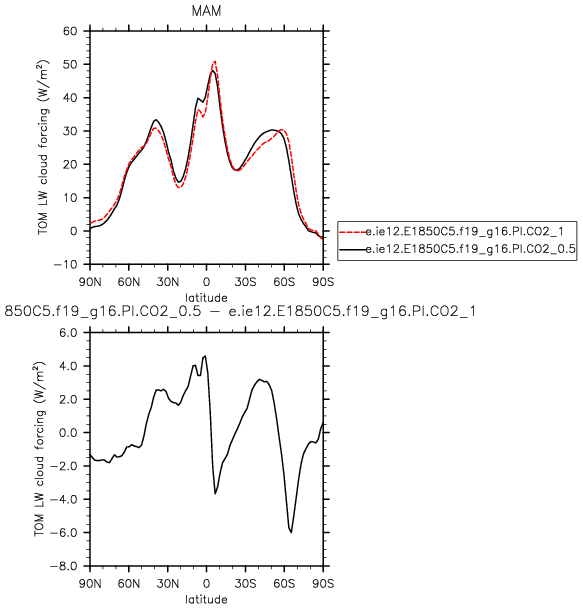 MAM
TOM LW cloud forcing (W/m²)
60
50
40
30
20
10
0
-10
90N 60N 30N 0 30S 60S 90S
latitude
e.ie12.E1850C5.f19_g16.PI.CO2_1
e.ie12.E1850C5.f19_g16.PI.CO2_0.5
850C5.f19_g16.PI.CO2_0.5 - e.ie12.E1850C5.f19_g16.PI.CO2_1
TOM LW cloud forcing (W/m²)
6.0
4.0
2.0
0.0
-2.0
-4.0
-6.0
-8.0
90N 60N 30N 0 30S 60S 90S
latitude